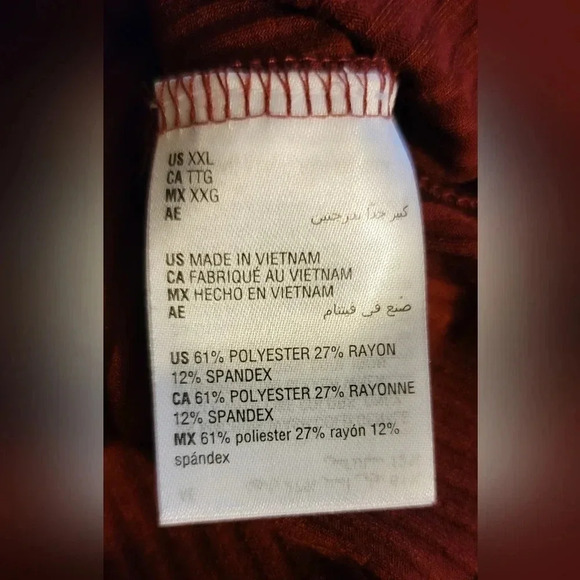 US XXL
CA TTG
MX XXG
AE كبير جدًا بدرجتين
US MADE IN VIETNAM
CA FABRIQUÉ AU VIETNAM
MX HECHO EN VIETNAM
AE صُنع في فيتنام
US 61% POLYESTER 27% RAYON
12% SPANDEX
CA 61% POLYESTER 27% RAYONNE
12% SPANDEX
MX 61% poliester 27% rayón 12%
spándex